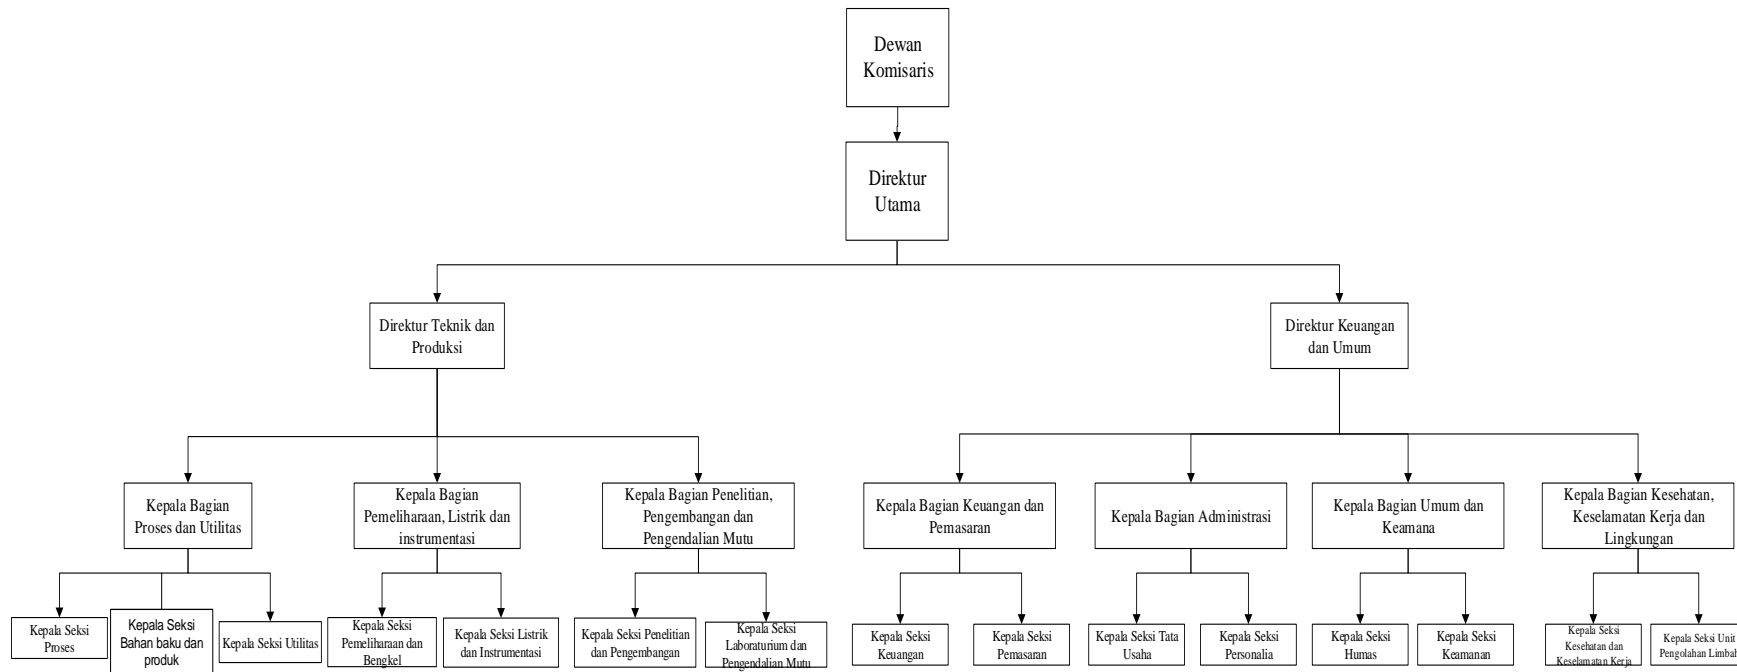 Dewan
Komisaris
Direktur
Utama
Direktur Teknik dan
Produksi
Direktur Keuangan
dan Umum
Kepala Bagian
Proses dan Utilitas
Kepala Bagian
Pemeliharaan, Listrik dan
instrumentasi
Kepala Bagian Penelitian,
Pengembangan dan
Pengendalian Mutu
Kepala Bagian Keuangan dan
Pemasaran
Kepala Bagian Administrasi
Kepala Bagian Umum dan
Keamana
Kepala Bagian Kesehatan,
Keselamatan Kerja dan
Lingkungan
Kepala Seksi
Proses
Kepala Seksi
Bahan baku dan
produk
Kepala Seksi Utilitas
Kepala Seksi
Pemeliharaan dan
Bengkel
Kepala Seksi Listrik
dan Instrumentasi
Kepala Seksi Penelitian
dan Pengembangan
Kepala Seksi
Laboraturium dan
Pengendalian Mutu
Kepala Seksi
Keuangan
Kepala Seksi
Pemasaran
Kepala Seksi Tata
Usaha
Kepala Seksi
Personalia
Kepala Seksi
Humas
Kepala Seksi
Keamanan
Kepala Seksi
Kesehatan dan
Keselamatan Kerja
Kepala Seksi Unit
Pengolahan Limbah